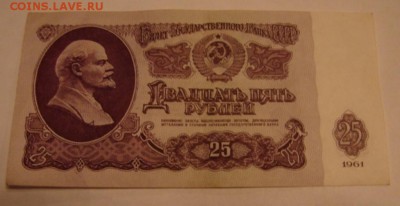 COINS.LAVE.RU
Билет Государственного Банка СССР
Двадцать пять
рублей
25
25
1961